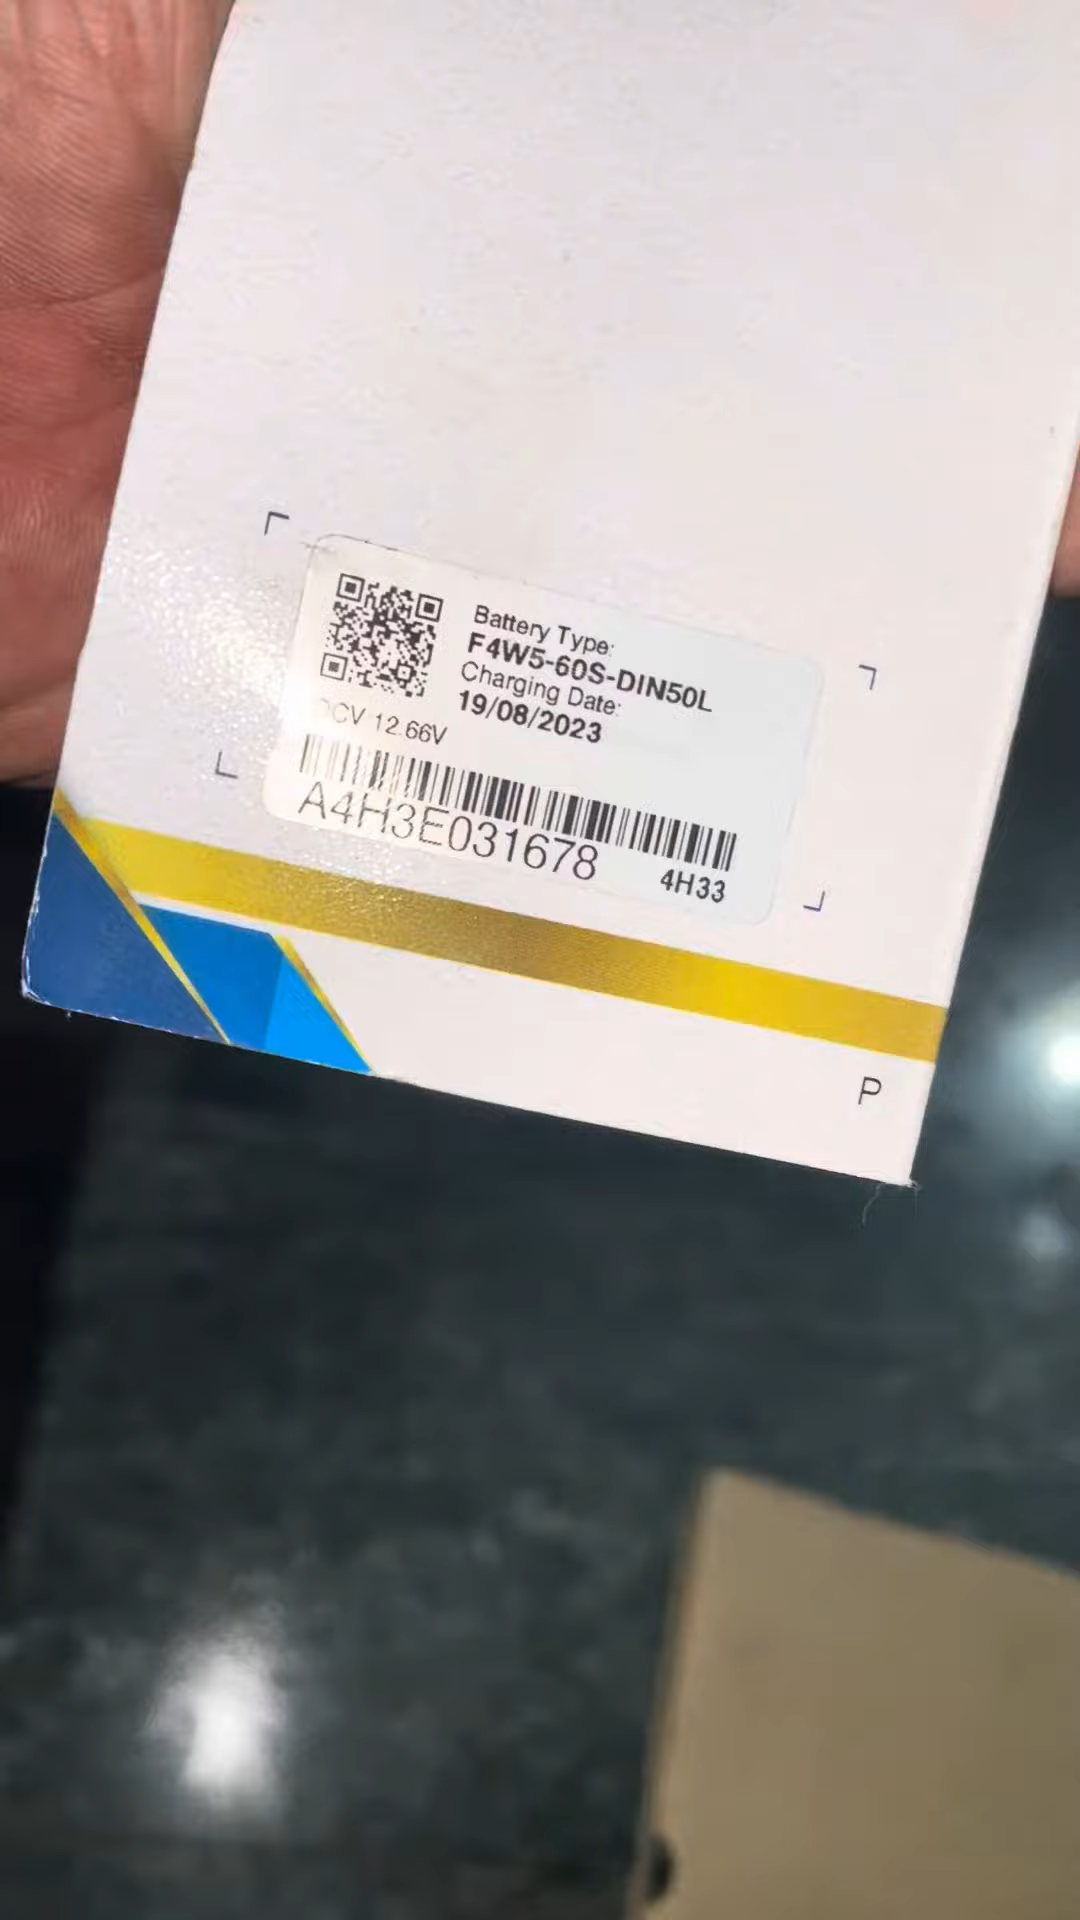 Battery Type:
F4W5-60S-DIN50L
Charging Date:
19/08/2023
OCV 12.66V
A4H3E031678
4H33
P